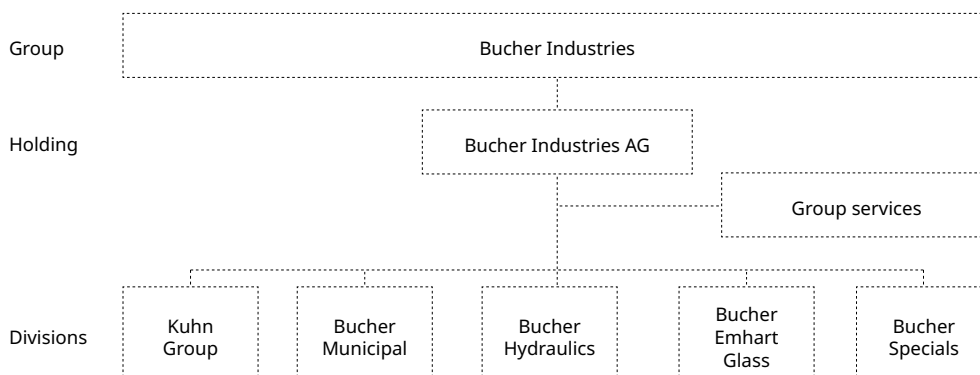 Group
Bucher Industries
Holding
Bucher Industries AG
Group services
Divisions
Kuhn
Group
Bucher
Municipal
Bucher
Hydraulics
Bucher
Emhart
Glass
Bucher
Specials